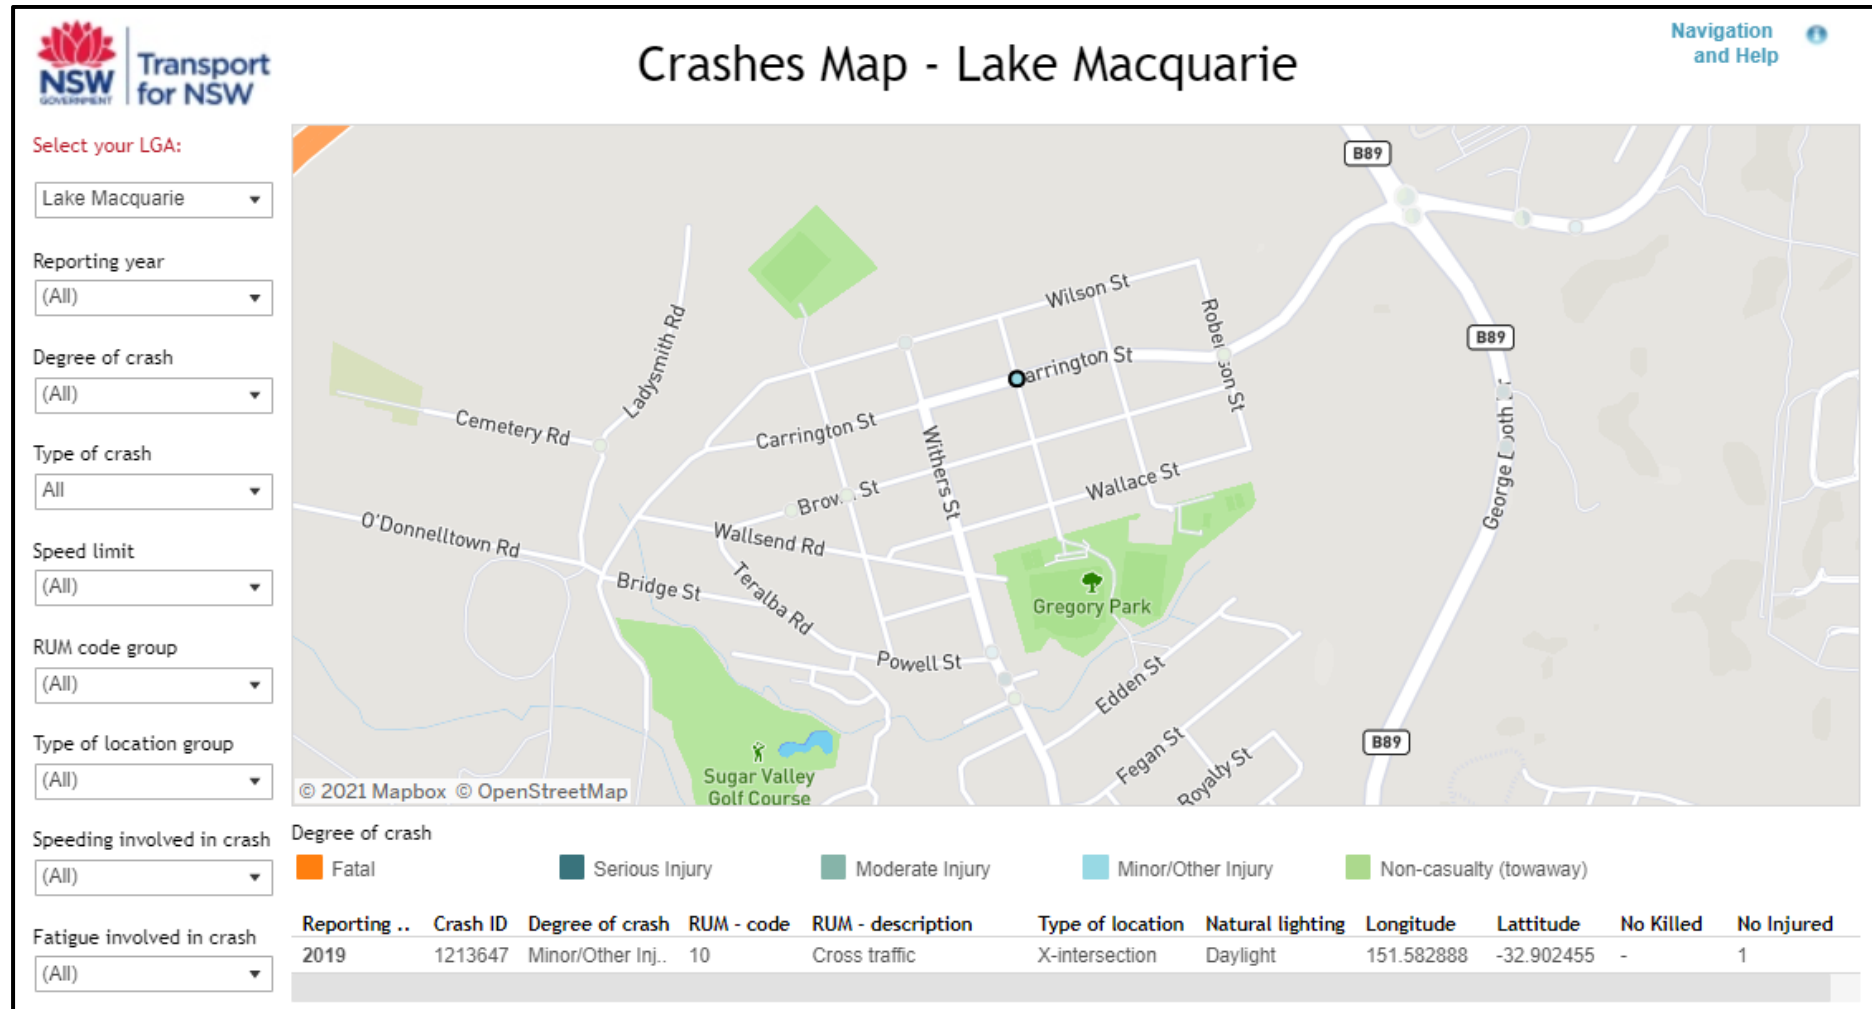 NSW
GOVERNMENT
Transport
for NSW
Crashes Map - Lake Macquarie
Navigation
and Help
Select your LGA:
Lake Macquarie
Reporting year
(All)
Degree of crash
(All)
Type of crash
All
Speed limit
(All)
RUM code group
(All)
Type of location group
(All)
Speeding involved in crash
(All)
Fatigue involved in crash
(All)
B89
Wilson St
B89
Ladysmith Rd
arrington St
Cemetery Rd
Carrington St
Withers St
Wallace St
O'Donnelltown Rd
Wallsend Rd
Bridge St
Teralba Rd
Gregory Park
Powell St
Edden St
B89
Fegan St
Royalty St
Sugar Valley
Golf Course
© 2021 Mapbox © OpenStreetMap
Degree of crash
Fatal
Serious Injury
Moderate Injury
Minor/Other Injury
Non-casualty (towaway)
Reporting .. Crash ID Degree of crash RUM - code RUM - description Type of location Natural lighting Longitude Lattitude No Killed No Injured
2019 1213647 Minor/Other Inj.. 10 Cross traffic X-intersection Daylight 151.582888 -32.902455 - 1